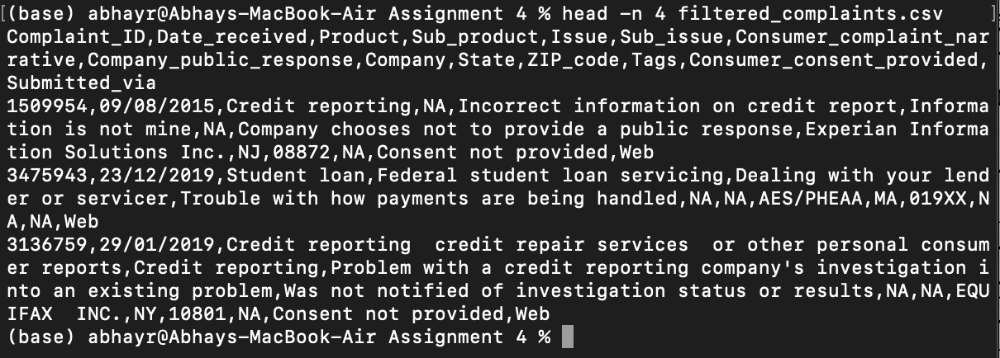 [(base) abhayr@Abhays-MacBook-Air Assignment 4 % head -n 4 filtered_complaints.csv ]
Complaint_ID,Date_received,Product,Sub_product,Issue,Sub_issue,Consumer_complaint_nar
rative,Company_public_response,Company,State,ZIP_code,Tags,Consumer_consent_provided,
Submitted_via
1509954,09/08/2015,Credit reporting,NA,Incorrect information on credit report,Informa
tion is not mine,NA,Company chooses not to provide a public response,Experian Informa
tion Solutions Inc.,NJ,08872,NA,Consent not provided,Web
3475943,23/12/2019,Student loan,Federal student loan servicing,Dealing with your lend
er or servicer,Trouble with how payments are being handled,NA,NA,AES/PHEAA,MA,019XX,N
A,NA,Web
3136759,29/01/2019,Credit reporting  credit repair services  or other personal consum
er reports,Credit reporting,Problem with a credit reporting company's investigation i
nto an existing problem,Was not notified of investigation status or results,NA,NA,EQU
IFAX  INC.,NY,10801,NA,Consent not provided,Web
(base) abhayr@Abhays-MacBook-Air Assignment 4 %